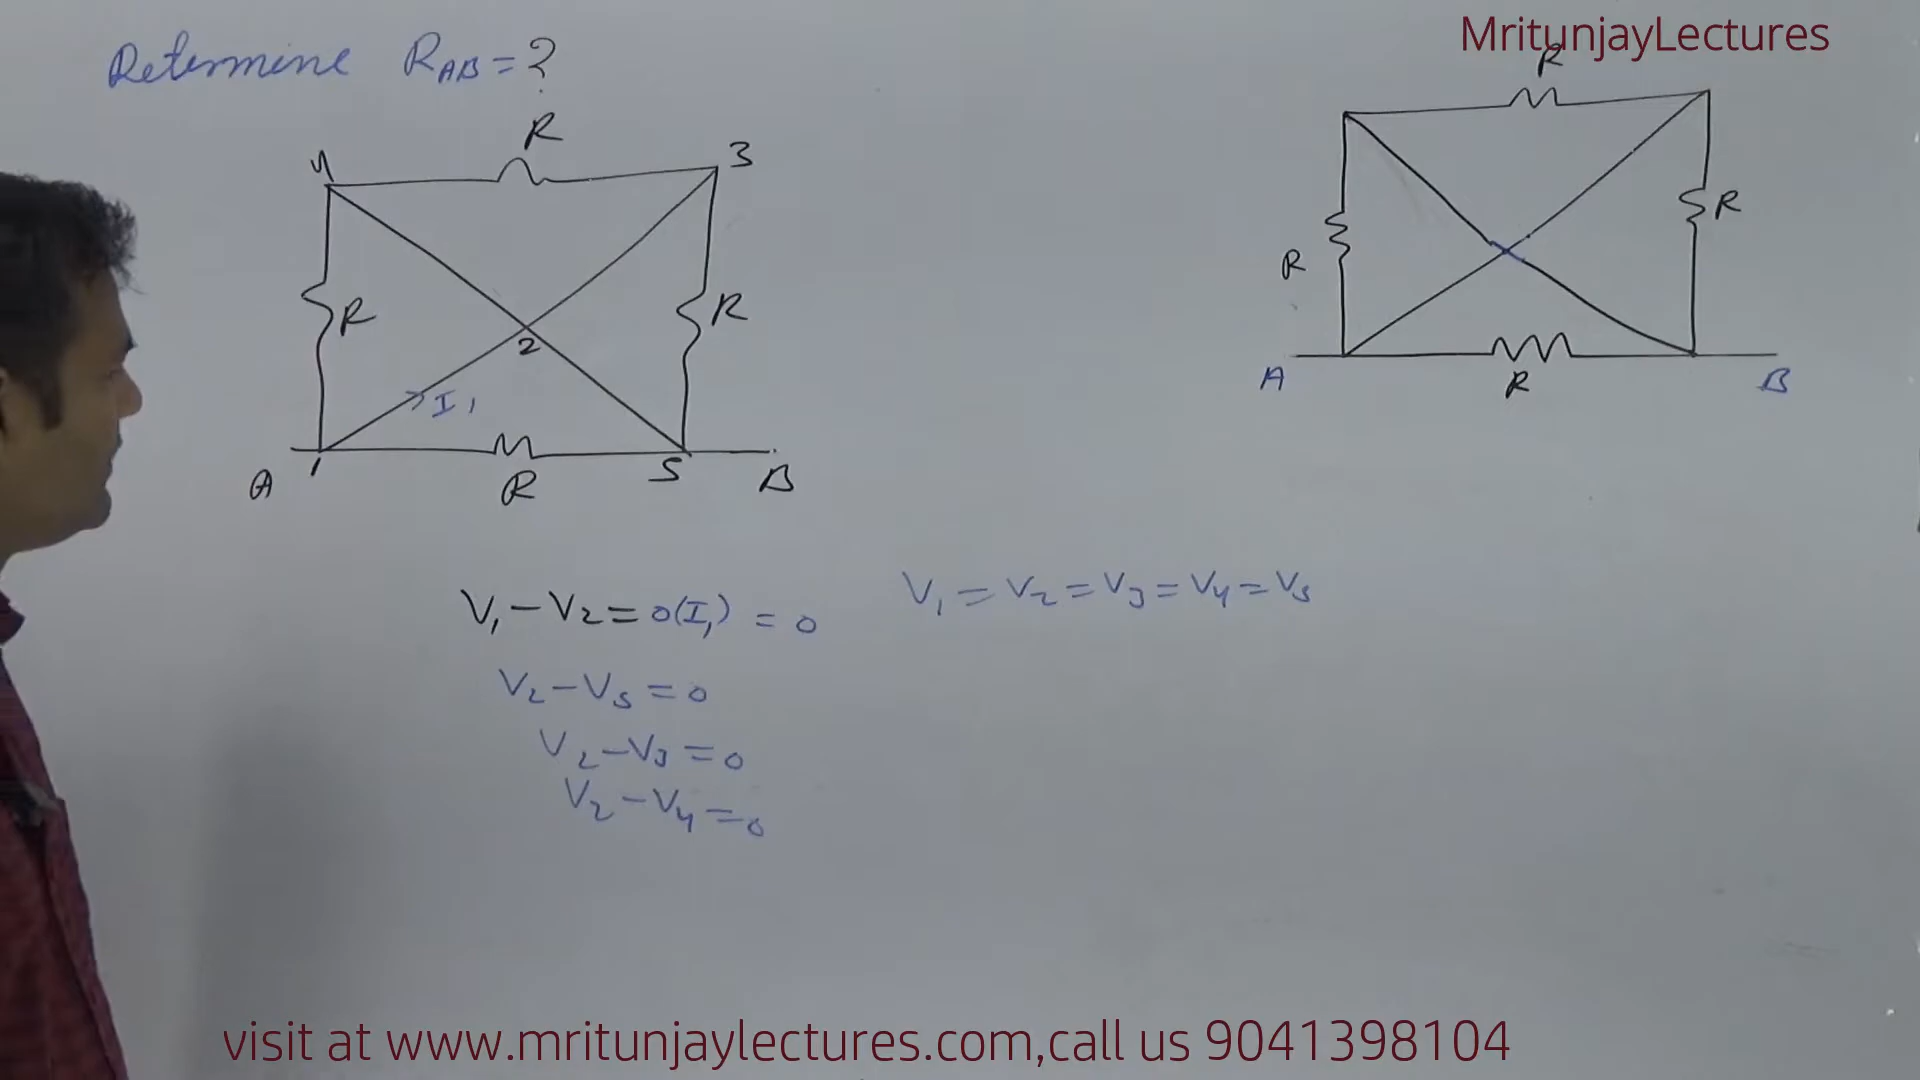 MritunjayLectures
Determine R_AB = ?
R
4
3
R
R
2
I₁
A
1
R
5
B
R
R
R
A
R
B
V₁ - V₂ = 0(I₁) = 0
V₁ = V₂ = V₃ = V₄ = V₅
V₂ - V₅ = 0
V₂ - V₃ = 0
V₂ - V₄ = 0
visit at www.mritunjaylectures.com,call us 9041398104